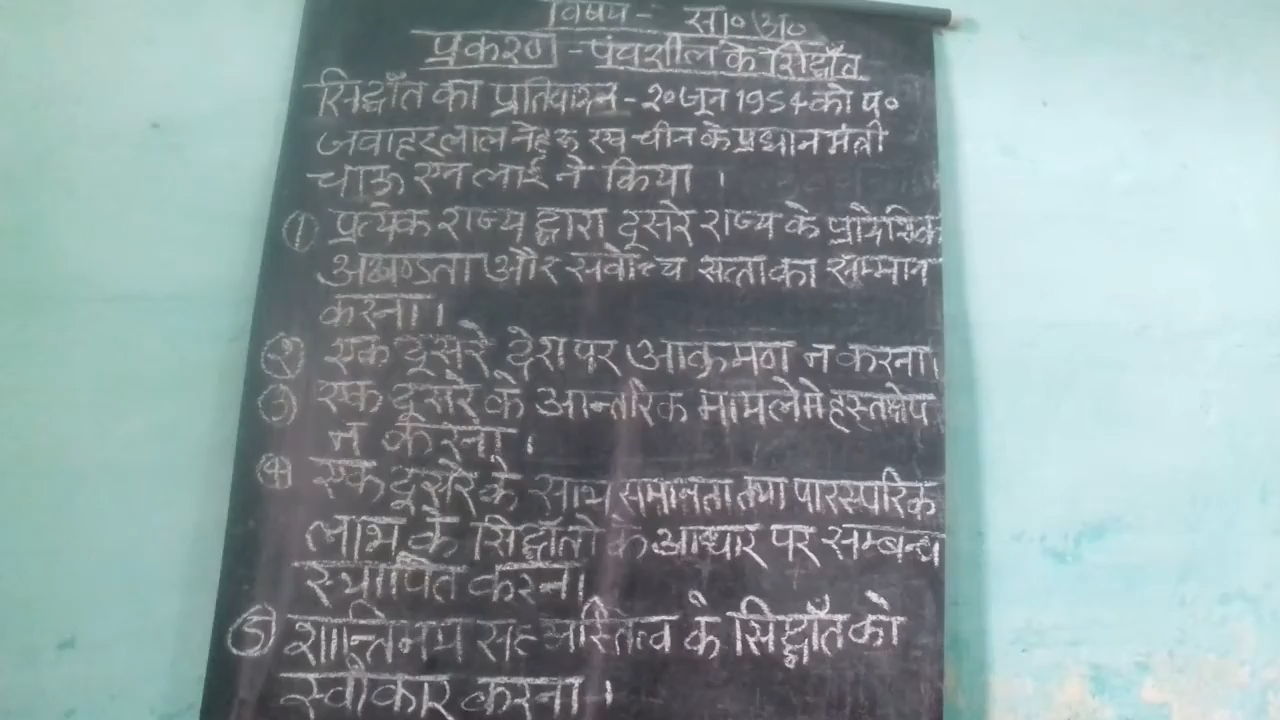 विषय - सा० अ०
प्रकरण - पंचशील के सिद्धाँत
सिद्धाँत का प्रतिपादन - २० जून 1954 को प०
जवाहरलाल नेहरू एव चीन के प्रधान मंत्री
चाऊ एन लाई ने किया ।
① प्रत्येक राज्य द्वारा दूसरे राज्य के प्रादेशिक
अखण्डता और सर्वोच्च सत्ता का सम्मान
करना ।
② एक दूसरे देश पर आक्रमण न करना ।
③ एक दूसरे के आन्तरिक मामले मे हस्तक्षेप
न करना ।
④ एक दूसरे के साथ समानता तथा पारस्परिक
लाभ के सिद्धाँतो के आधार पर सम्बन्ध
स्थापित करना ।
⑤ शान्तिमय सह अस्तित्व के सिद्धाँत को
स्वीकार करना ।